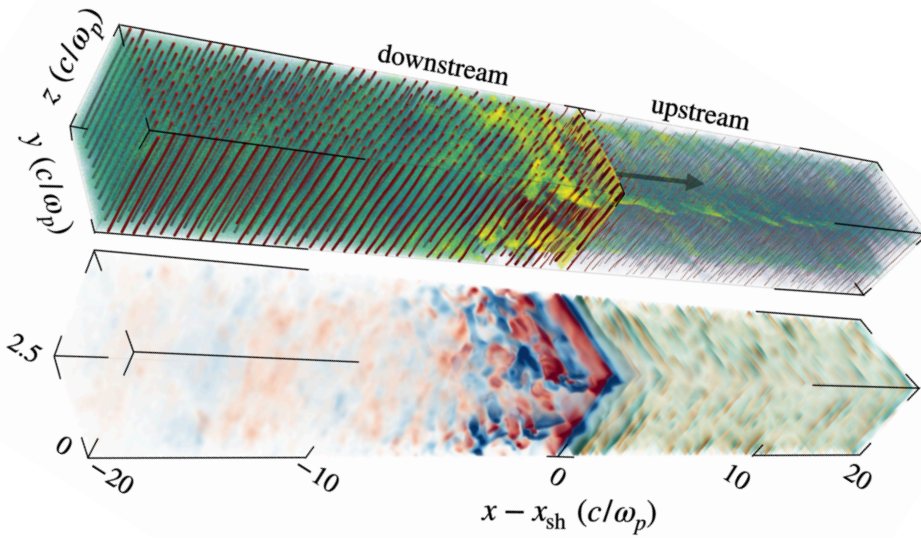 z (c/ωₚ)
downstream
upstream
y (c/ωₚ)
2.5
0
−20
−10
0
10
20
x − xₛₕ (c/ωₚ)